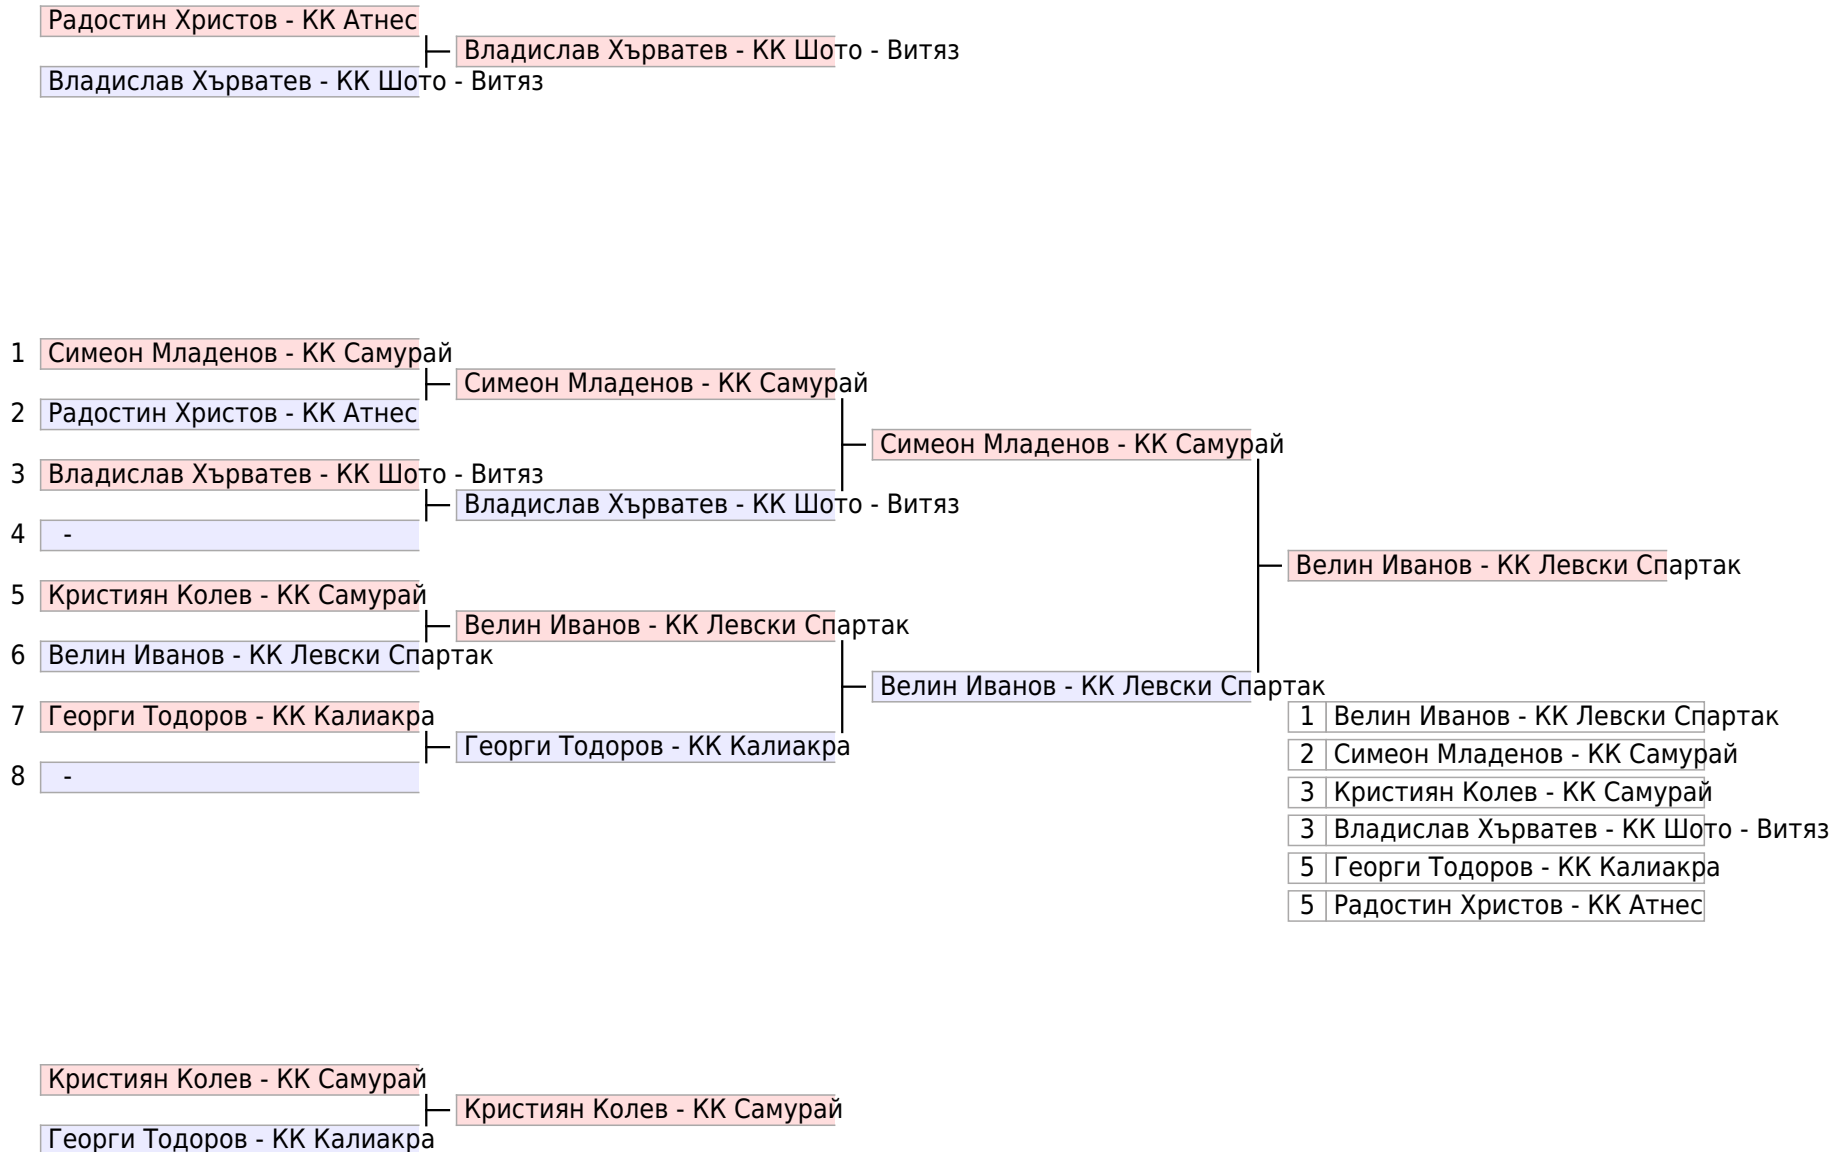 Радостин Христов - КК Атнес
Владислав Хърватев - КК Шото - Витяз
Владислав Хърватев - КК Шото - Витяз
1 Симеон Младенов - КК Самурай
Симеон Младенов - КК Самурай
2 Радостин Христов - КК Атнес
Симеон Младенов - КК Самурай
3 Владислав Хърватев - КК Шото - Витяз
Владислав Хърватев - КК Шото - Витяз
4 -
Велин Иванов - КК Левски Спартак
5 Кристиян Колев - КК Самурай
Велин Иванов - КК Левски Спартак
6 Велин Иванов - КК Левски Спартак
Велин Иванов - КК Левски Спартак
7 Георги Тодоров - КК Калиакра
Георги Тодоров - КК Калиакра
8 -
1 Велин Иванов - КК Левски Спартак
2 Симеон Младенов - КК Самурай
3 Кристиян Колев - КК Самурай
3 Владислав Хърватев - КК Шото - Витяз
5 Георги Тодоров - КК Калиакра
5 Радостин Христов - КК Атнес
Кристиян Колев - КК Самурай
Кристиян Колев - КК Самурай
Георги Тодоров - КК Калиакра